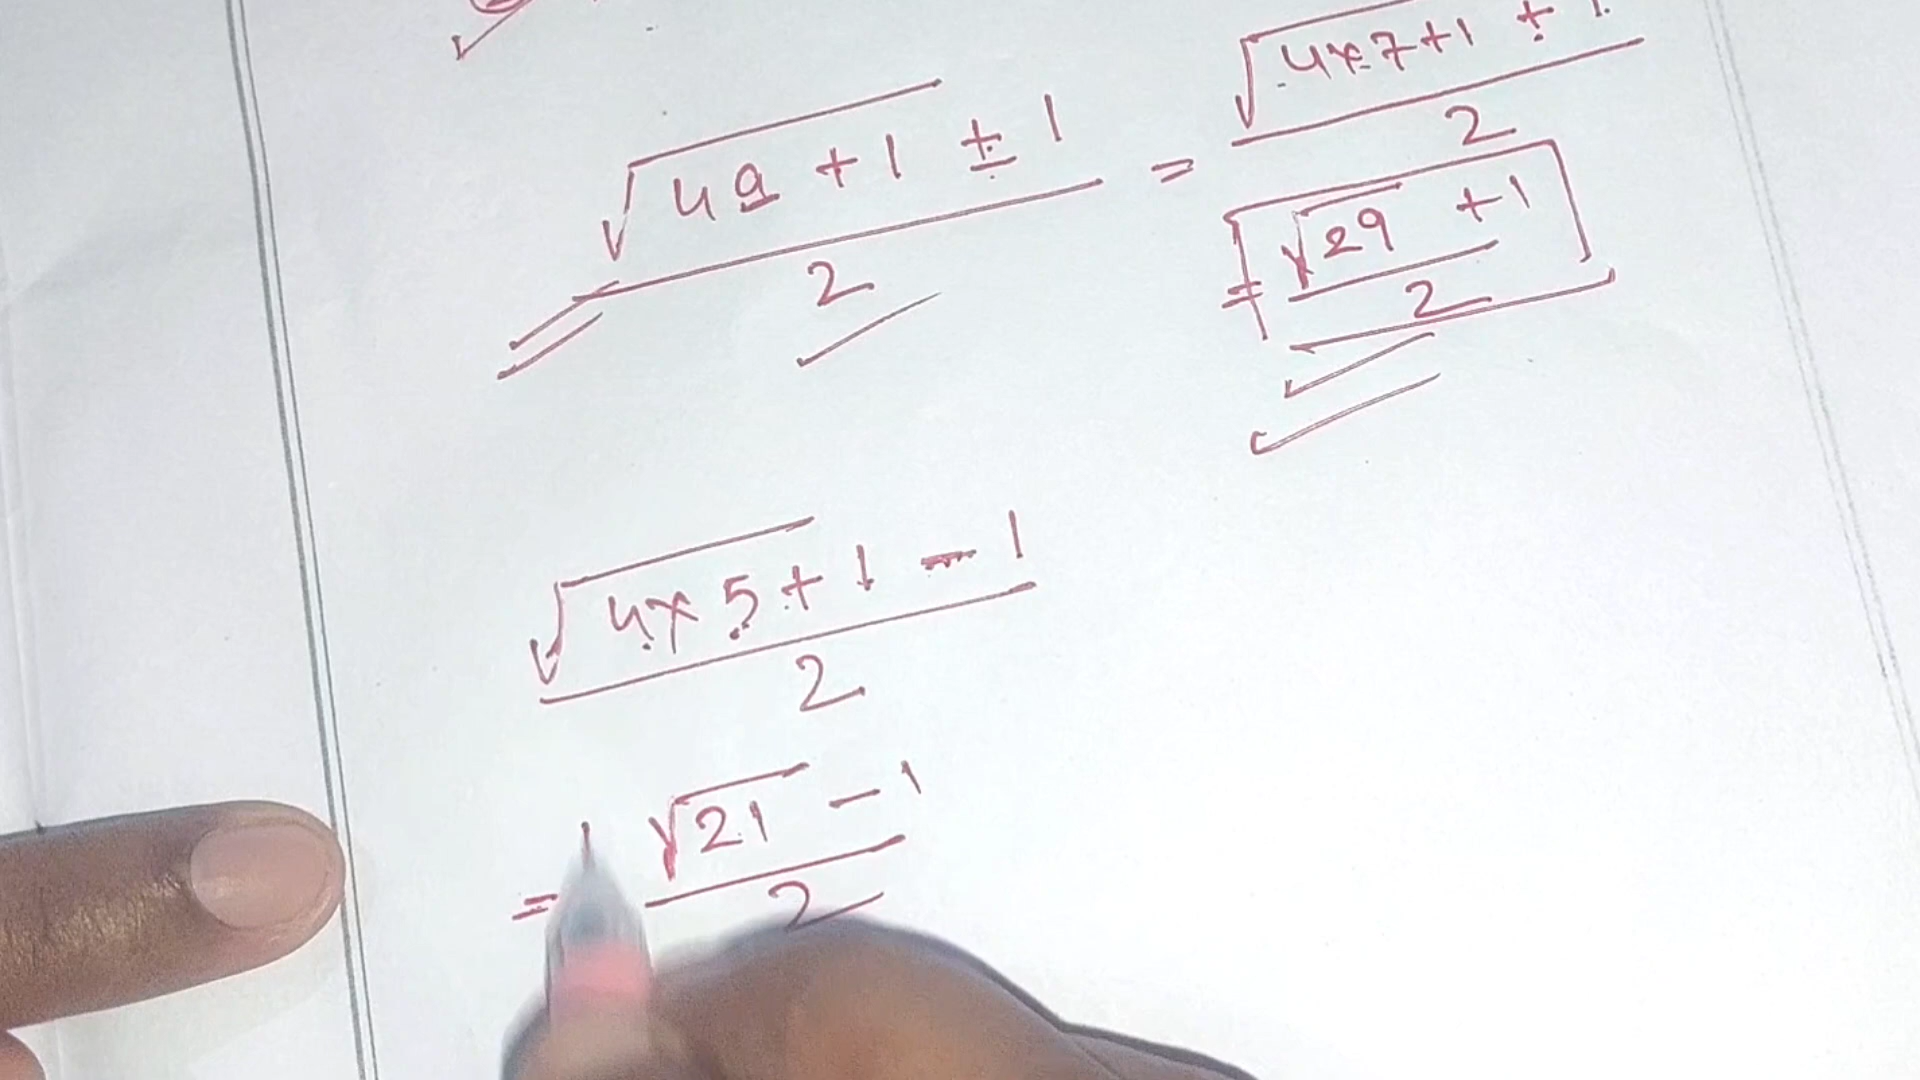 √4a + 1 ± 1 / 2 = √4×7+1 ± 1 / 2
= √29 + 1 / 2
√4×5+1 - 1 / 2
= √21 - 1 / 2